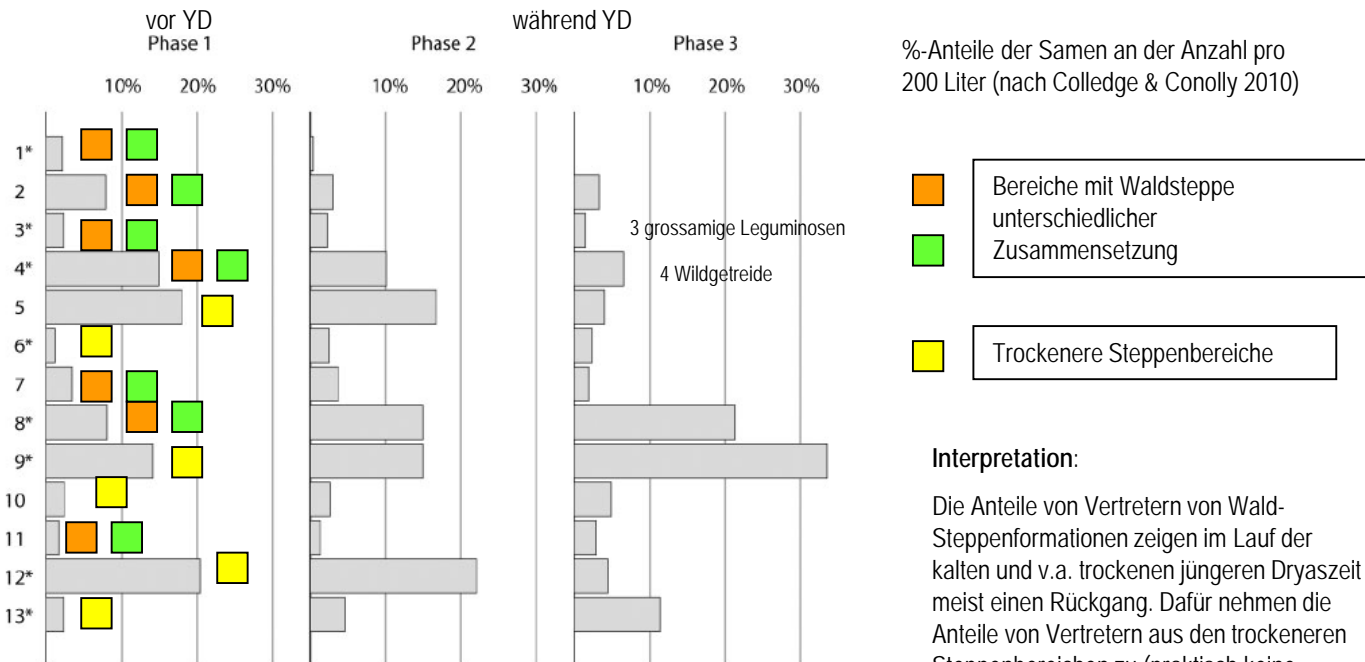 vor YD
während YD
Phase 1
Phase 2
Phase 3
10% 20% 30%
10% 20% 30%
10% 20% 30%
1*
2
3*
4*
5
6*
7
8*
9*
10
11
12*
13*
3 grossamige Leguminosen
4 Wildgetreide
%-Anteile der Samen an der Anzahl pro
200 Liter (nach Colledge & Conolly 2010)
Bereiche mit Waldsteppe
unterschiedlicher
Zusammensetzung
Trockenere Steppenbereiche
Interpretation:
Die Anteile von Vertretern von Wald-
Steppenformationen zeigen im Lauf der
kalten und v.a. trockenen jüngeren Dryaszeit
meist einen Rückgang. Dafür nehmen die
Anteile von Vertretern aus den trockeneren
Steppenbereichen zu (praktisch keine